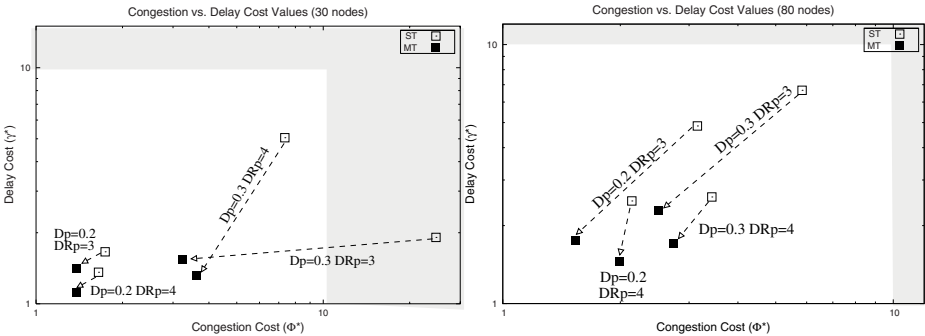 Congestion vs. Delay Cost Values (30 nodes)
ST
MT
10
1
Delay Cost (γ*)
Dp=0.2
DRp=3
Dp=0.2 DRp=4
Dp=0.3 DRp=4
Dp=0.3 DRp=3
1
10
Congestion Cost (Φ*)
Congestion vs. Delay Cost Values (80 nodes)
ST
MT
10
1
Delay Cost (γ*)
Dp=0.2 DRp=3
Dp=0.3 DRp=3
Dp=0.3 DRp=4
Dp=0.2
DRp=4
1
10
Congestion Cost (Φ*)